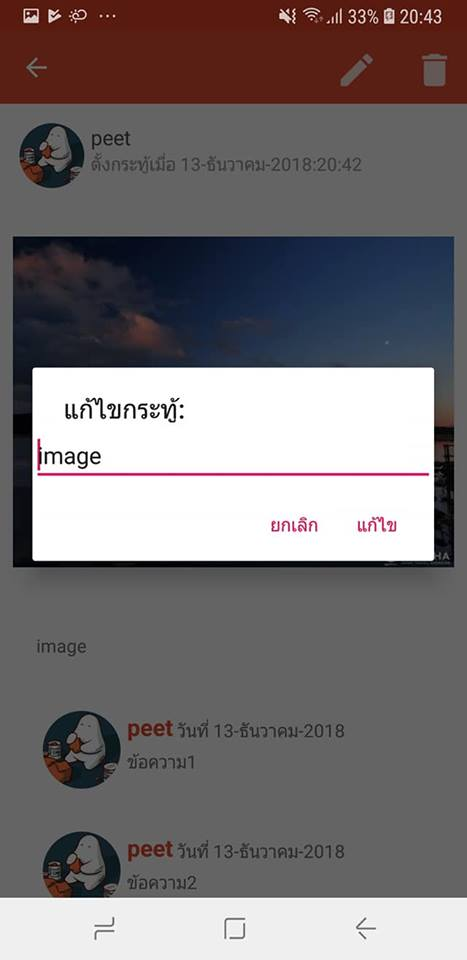 33% 20:43
peet
ตั้งกระทู้เมื่อ 13-ธันวาคม-2018:20:42
แก้ไขกระทู้:
image
ยกเลิก แก้ไข
HA
image
peet วันที่ 13-ธันวาคม-2018
ข้อความ1
peet วันที่ 13-ธันวาคม-2018
ข้อความ2